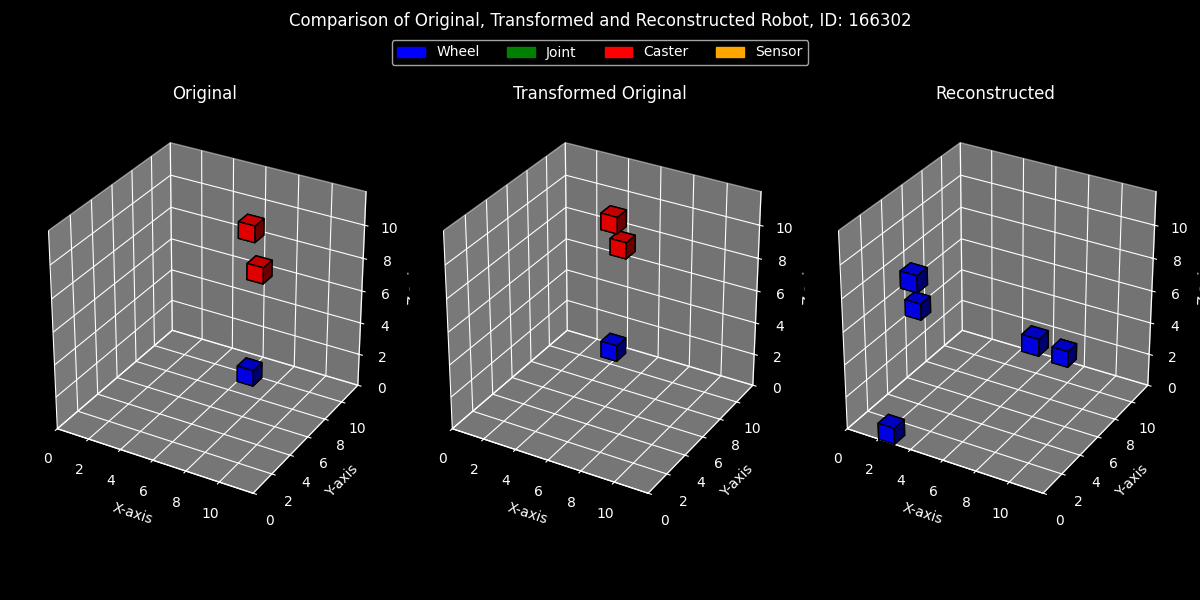 Comparison of Original, Transformed and Reconstructed Robot, ID: 166302
Wheel Joint Caster Sensor
Original Transformed Original Reconstructed
10 10 10
8 8 8
6 6 6
4 4 4
2 2 2
0 0 0
0 2 4 6 8 10 0 2 4 6 8 10 0 2 4 6 8 10
X-axis X-axis X-axis
0 2 4 6 8 10 0 2 4 6 8 10 0 2 4 6 8 10
Y-axis Y-axis Y-axis